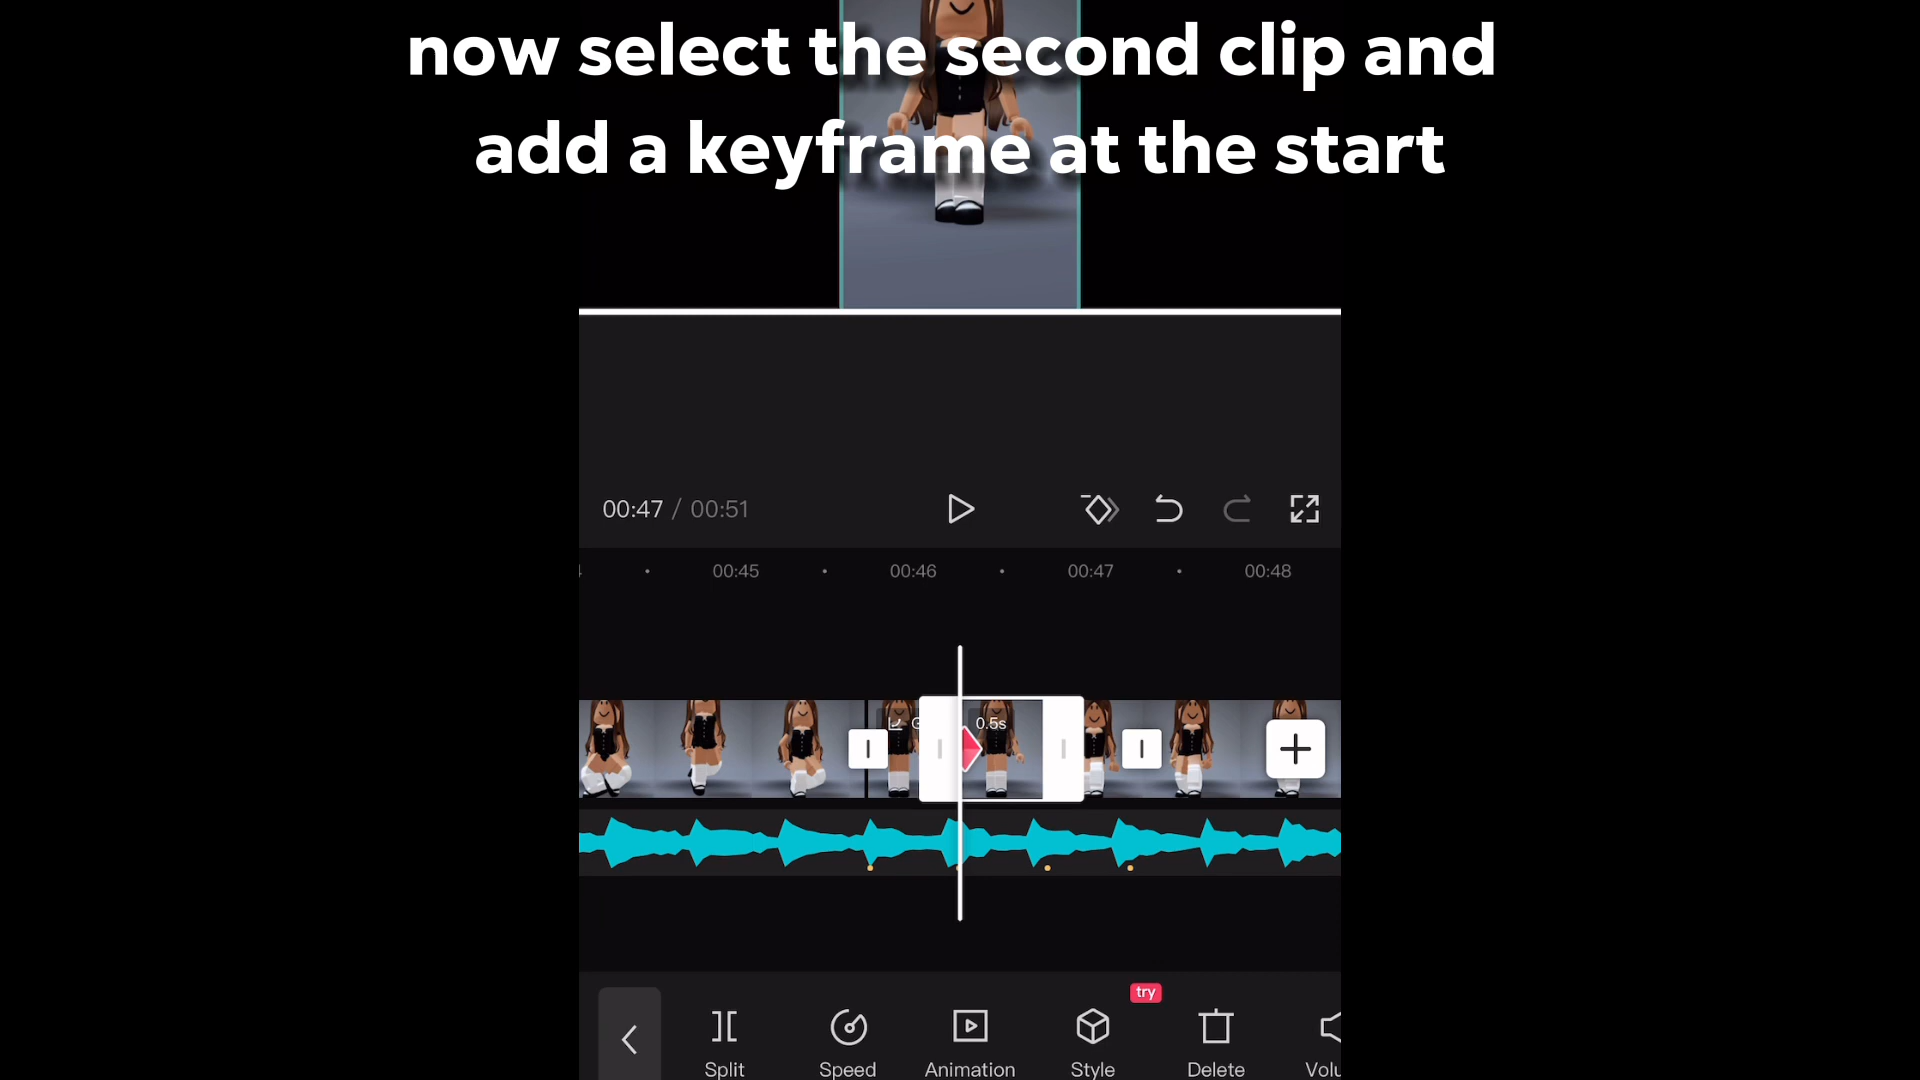 now select the second clip and
add a keyframe at the start
00:47 / 00:51
00:45 00:46 00:47 00:48
0.5s
try
Split Speed Animation Style Delete